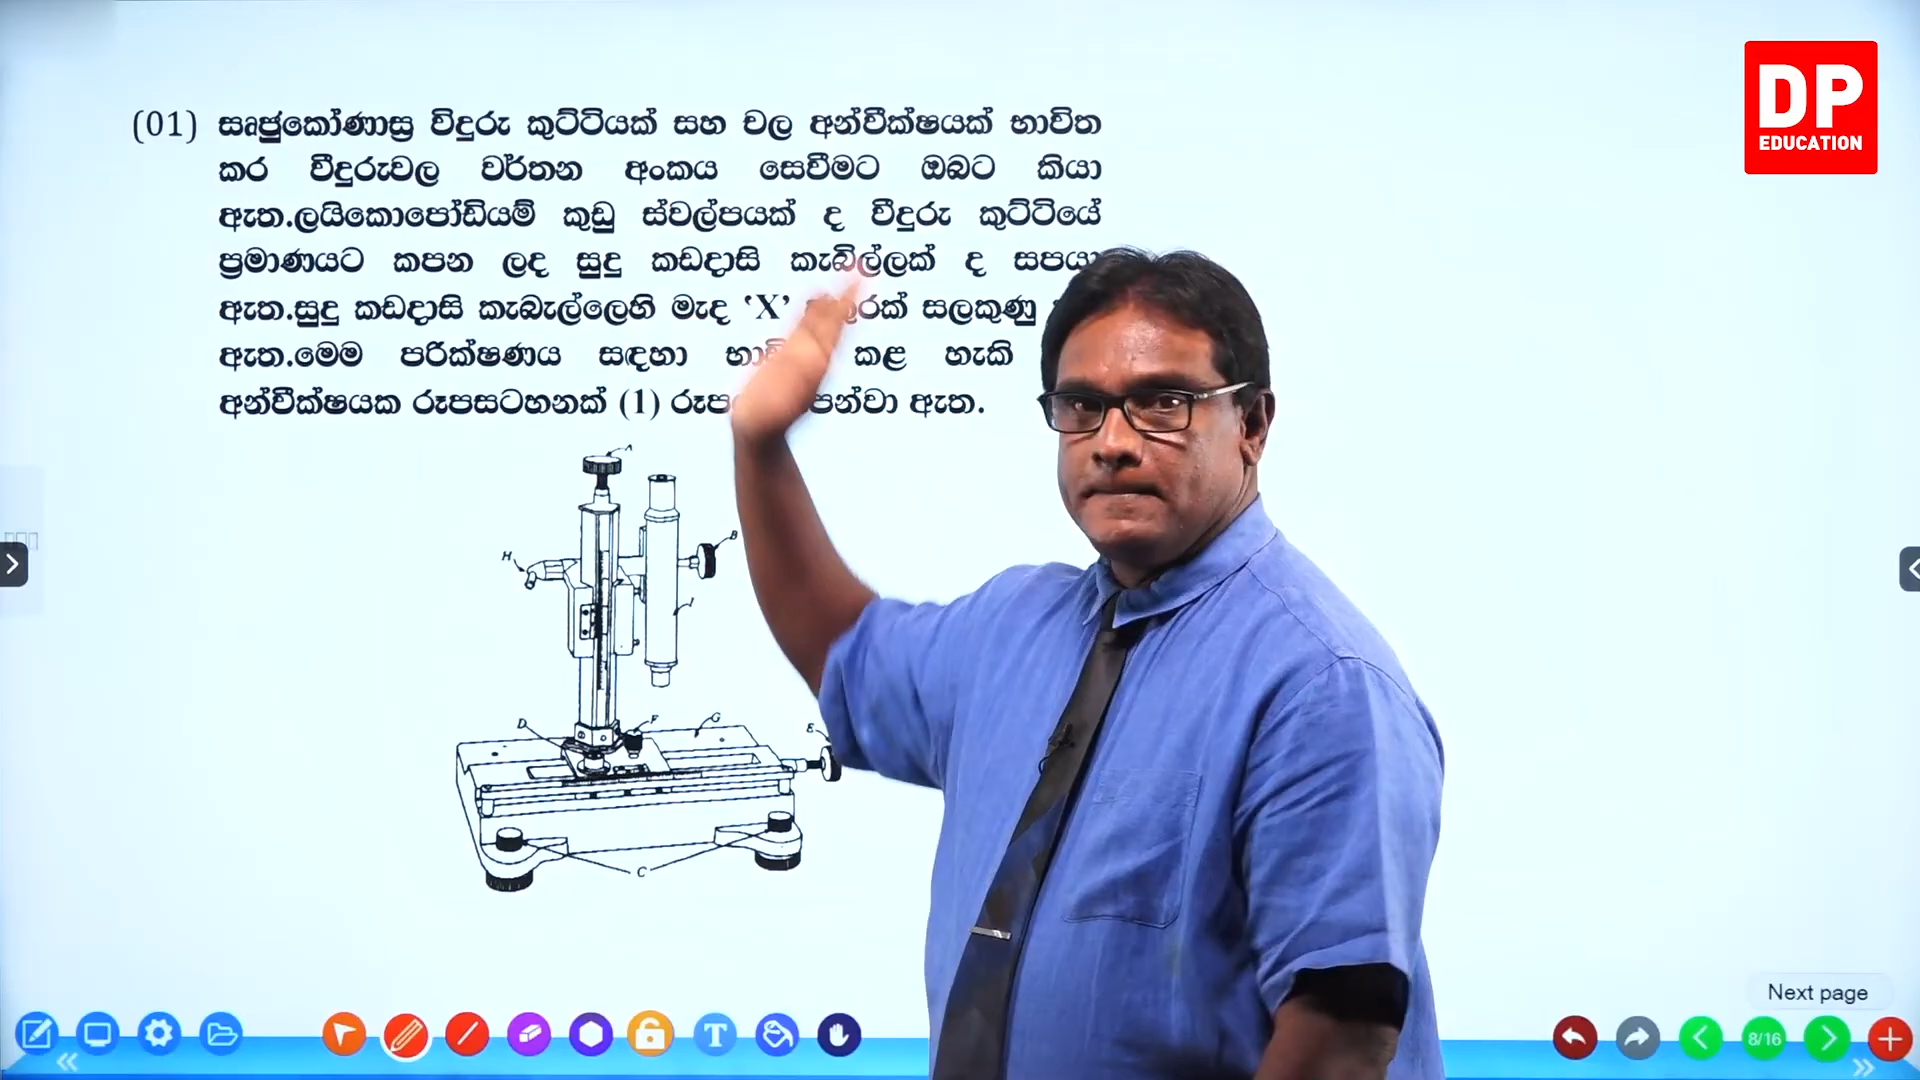 DP
EDUCATION
(01) සෘජුකෝණාස්‍ර විදුරු කුට්ටියක් සහ චල අන්වීක්ෂයක් භාවිත
කර වීදුරුවල වර්තන අංකය සෙවීමට ඔබට කියා
ඇත.ලයිකොපෝඩියම් කුඩු ස්වල්පයක් ද වීදුරු කුට්ටියේ
ප්‍රමාණයට කපන ලද සුදු කඩදාසි කැබිල්ලක් ද සපයා
ඇත.සුදු කඩදාසි කැබැල්ලෙහි මැද ‘X’ සලකුණු
ඇත.මෙම පරික්ෂණය සඳහා කළ හැකි
අන්වීක්ෂයක රූපසටහනක් (1) ඇත.
A
B
H
I
D
F
G
E
C
Next page
T
8/16